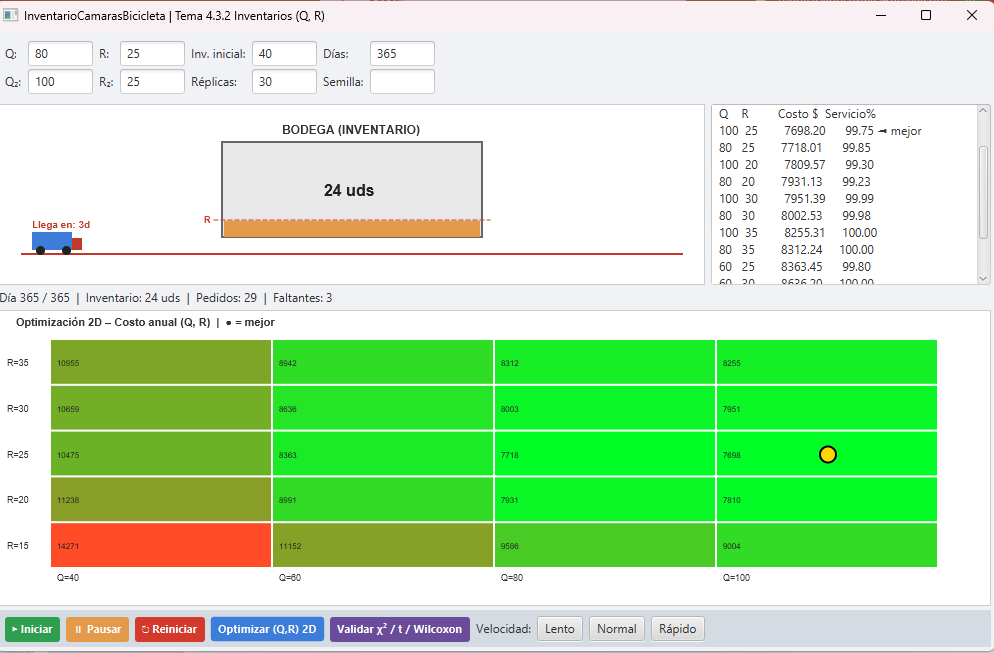 InventarioCamarasBicicleta | Tema 4.3.2 Inventarios (Q, R)
Q: 80 R: 25 Inv. inicial: 40 Días: 365
Q₂: 100 R₂: 25 Réplicas: 30 Semilla:
BODEGA (INVENTARIO)
24 uds
R
Llega en: 3d
Q R Costo $ Servicio%
100 25 7698.20 99.75 ◄ mejor
80 25 7718.01 99.85
100 20 7809.57 99.30
80 20 7931.13 99.23
100 30 7951.39 99.99
80 30 8002.53 99.98
100 35 8255.31 100.00
80 35 8312.24 100.00
60 25 8363.45 99.80
60 30 8636.20 100.00
Día 365 / 365 | Inventario: 24 uds | Pedidos: 29 | Faltantes: 3
Optimización 2D – Costo anual (Q, R) | ● = mejor
R=35 10955 8942 8312 8255
R=30 10659 8636 8003 7951
R=25 10475 8363 7718 7698
R=20 11238 8991 7931 7810
R=15 14271 11152 9586 9004
Q=40 Q=60 Q=80 Q=100
Iniciar Pausar Reiniciar Optimizar (Q,R) 2D Validar χ² / t / Wilcoxon Velocidad: Lento Normal Rápido